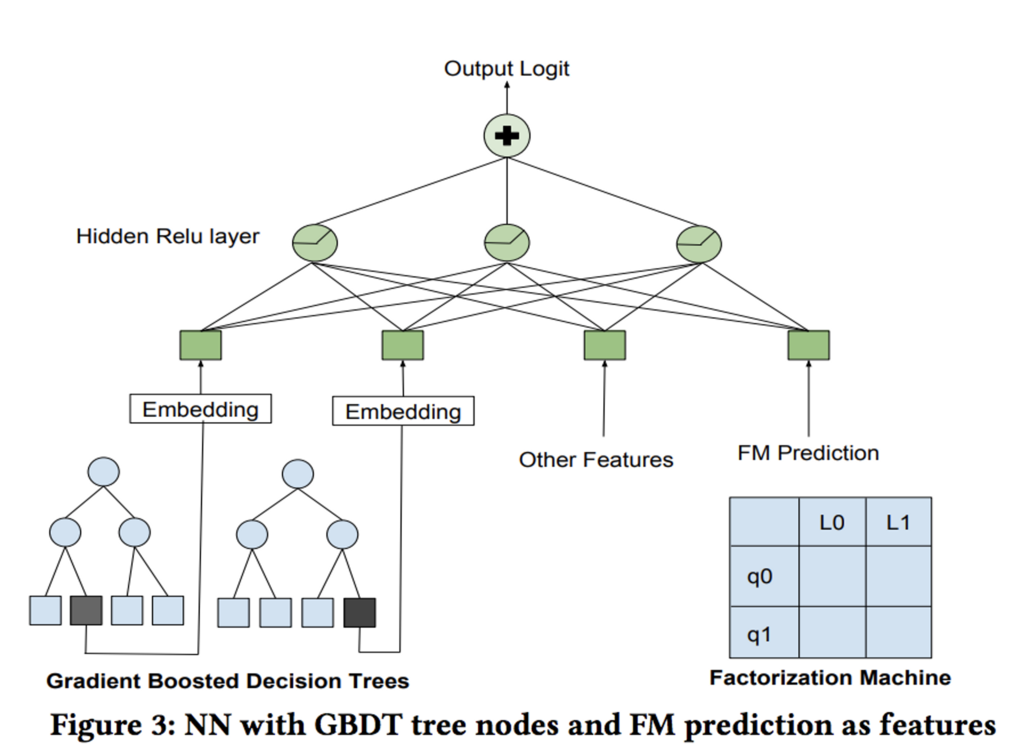 Output Logit
Hidden Relu layer
Embedding
Embedding
Other Features
FM Prediction
L0 L1
q0
q1
Gradient Boosted Decision Trees
Factorization Machine
Figure 3: NN with GBDT tree nodes and FM prediction as features